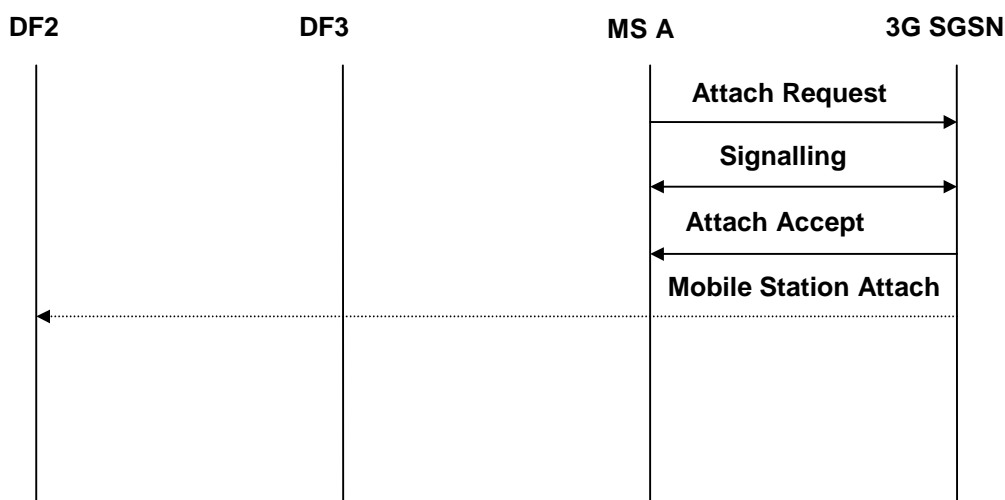 DF2 DF3 MS A 3G SGSN
Attach Request
Signalling
Attach Accept
Mobile Station Attach